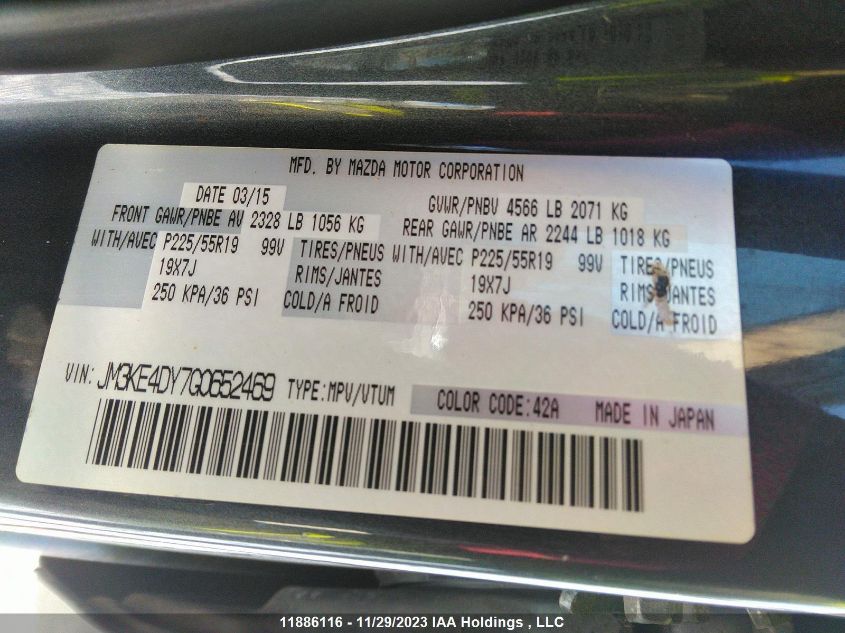 MFD. BY MAZDA MOTOR CORPORATION
DATE 03/15 GVWR/PNBV 4566 LB 2071 KG
FRONT GAWR/PNBE AV 2328 LB 1056 KG REAR GAWR/PNBE AR 2244 LB 1018 KG
WITH/AVEC P225/55R19 99V TIRES/PNEUS WITH/AVEC P225/55R19 99V TIRES/PNEUS
19X7J RIMS/JANTES 19X7J RIMS/JANTES
250 KPA/36 PSI COLD/A FROID 250 KPA/36 PSI COLD/A FROID
VIN: JM3KE4DY7G0652469 TYPE:MPV/VTUM COLOR CODE:42A MADE IN JAPAN
11886116 - 11/29/2023 IAA Holdings , LLC